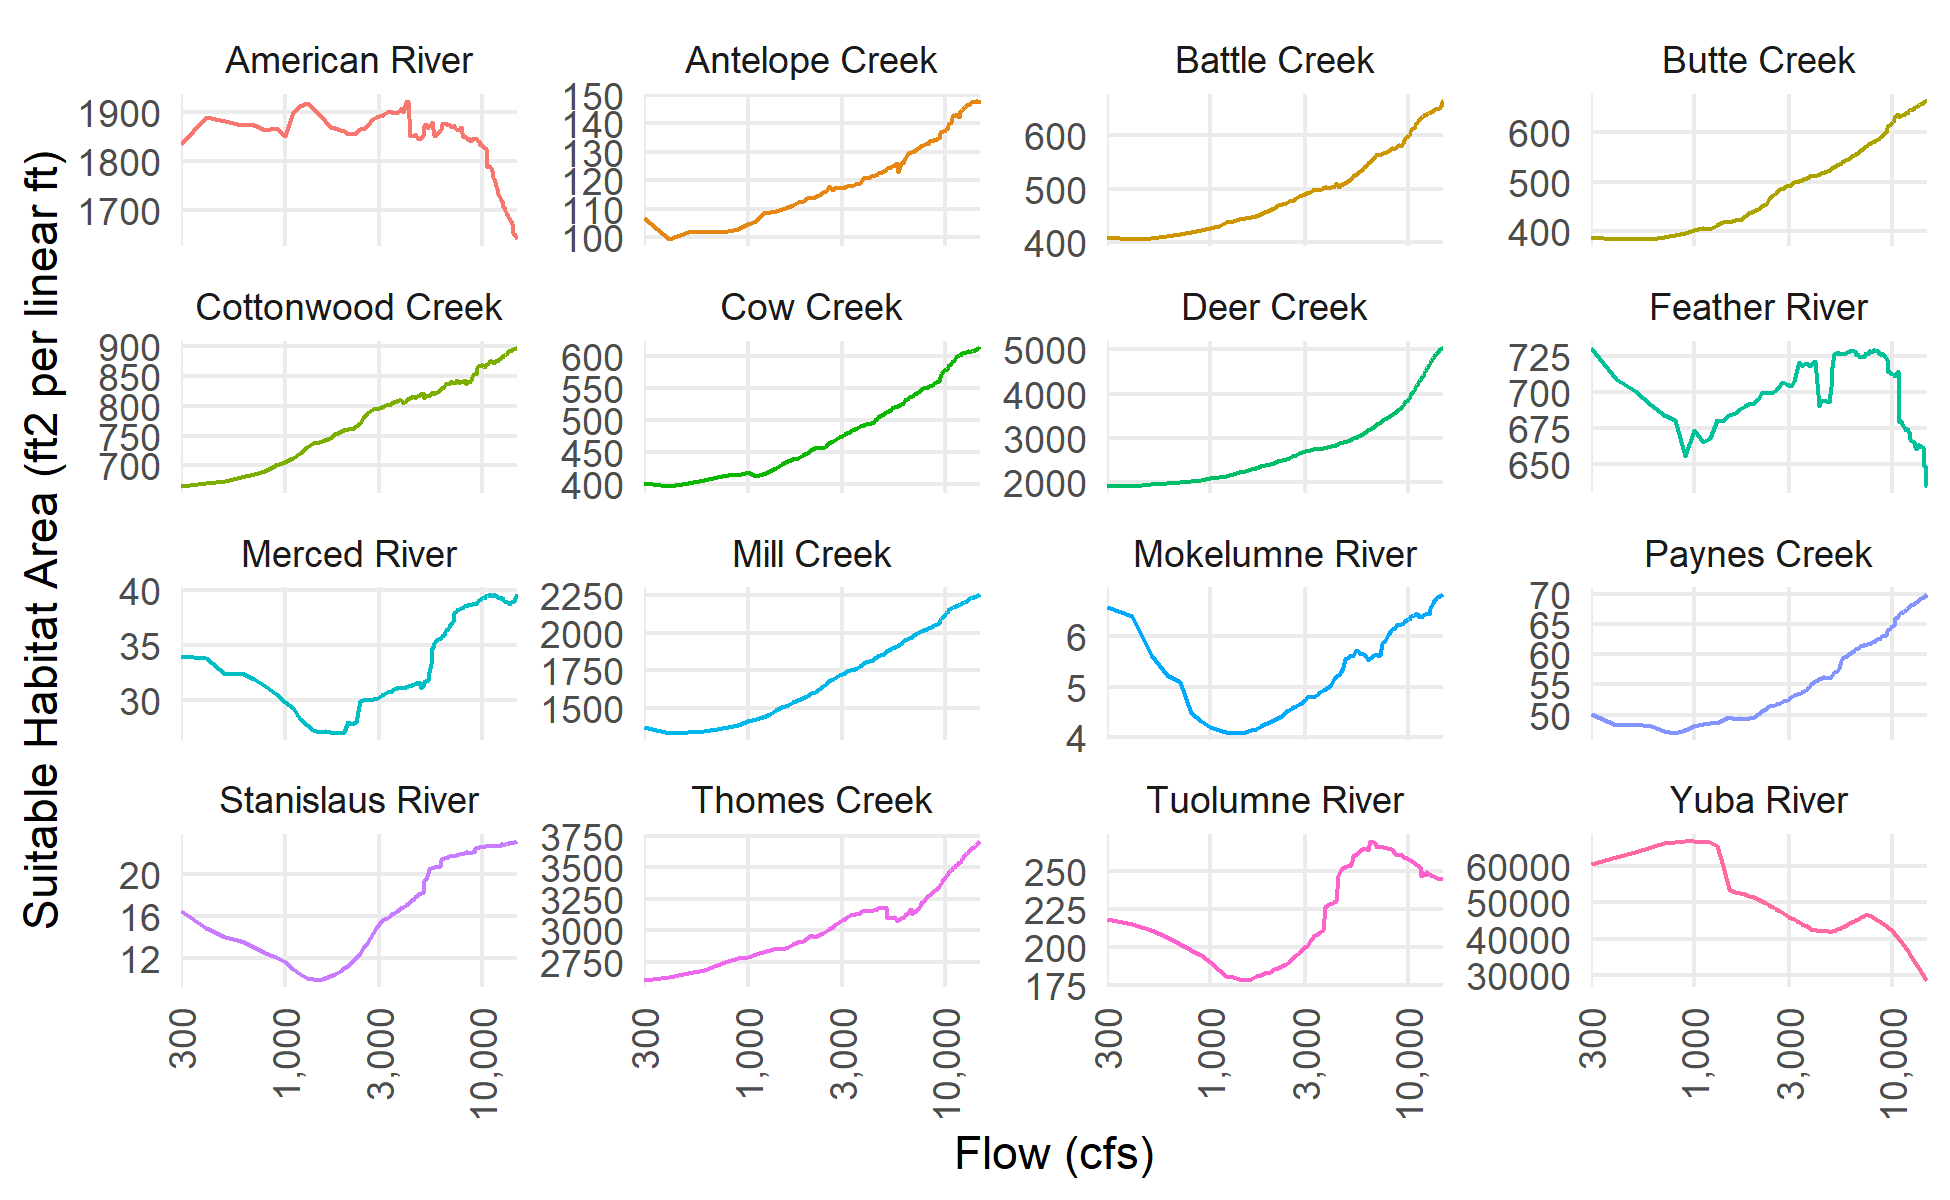 Suitable Habitat Area (ft2 per linear ft)
American River
1900
1800
1700
Antelope Creek
150
140
130
120
110
100
Battle Creek
600
500
400
Butte Creek
600
500
400
Cottonwood Creek
900
850
800
750
700
Cow Creek
600
550
500
450
400
Deer Creek
5000
4000
3000
2000
Feather River
725
700
675
650
Merced River
40
35
30
Mill Creek
2250
2000
1750
1500
Mokelumne River
6
5
4
Paynes Creek
70
65
60
55
50
Stanislaus River
20
16
12
Thomes Creek
3750
3500
3250
3000
2750
Tuolumne River
250
225
200
175
Yuba River
60000
50000
40000
30000
300 1,000 3,000 10,000
300 1,000 3,000 10,000
300 1,000 3,000 10,000
300 1,000 3,000 10,000
Flow (cfs)